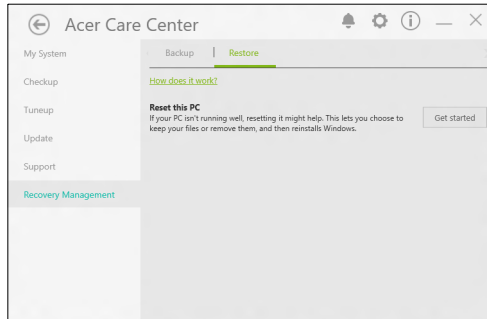 Acer Care Center
My System
Checkup
Tuneup
Update
Support
Recovery Management
Backup
Restore
How does it work?
Reset this PC
If your PC isn't running well, resetting it might help. This lets you choose to
keep your files or remove them, and then reinstalls Windows.
Get started